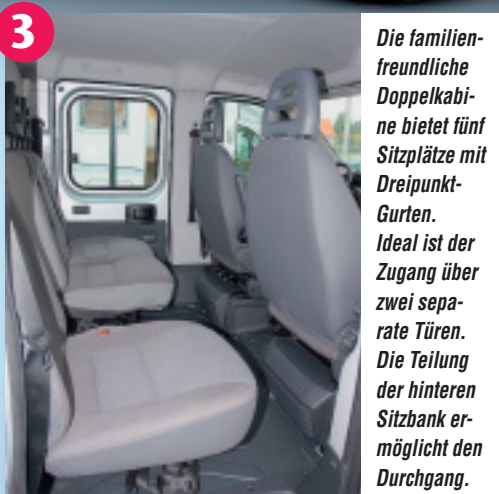 3
Die familien-
freundliche
Doppelkabi-
ne bietet fünf
Sitzplätze mit
Dreipunkt-
Gurten.
Ideal ist der
Zugang über
zwei sepa-
rate Türen.
Die Teilung
der hinteren
Sitzbank er-
möglicht den
Durchgang.